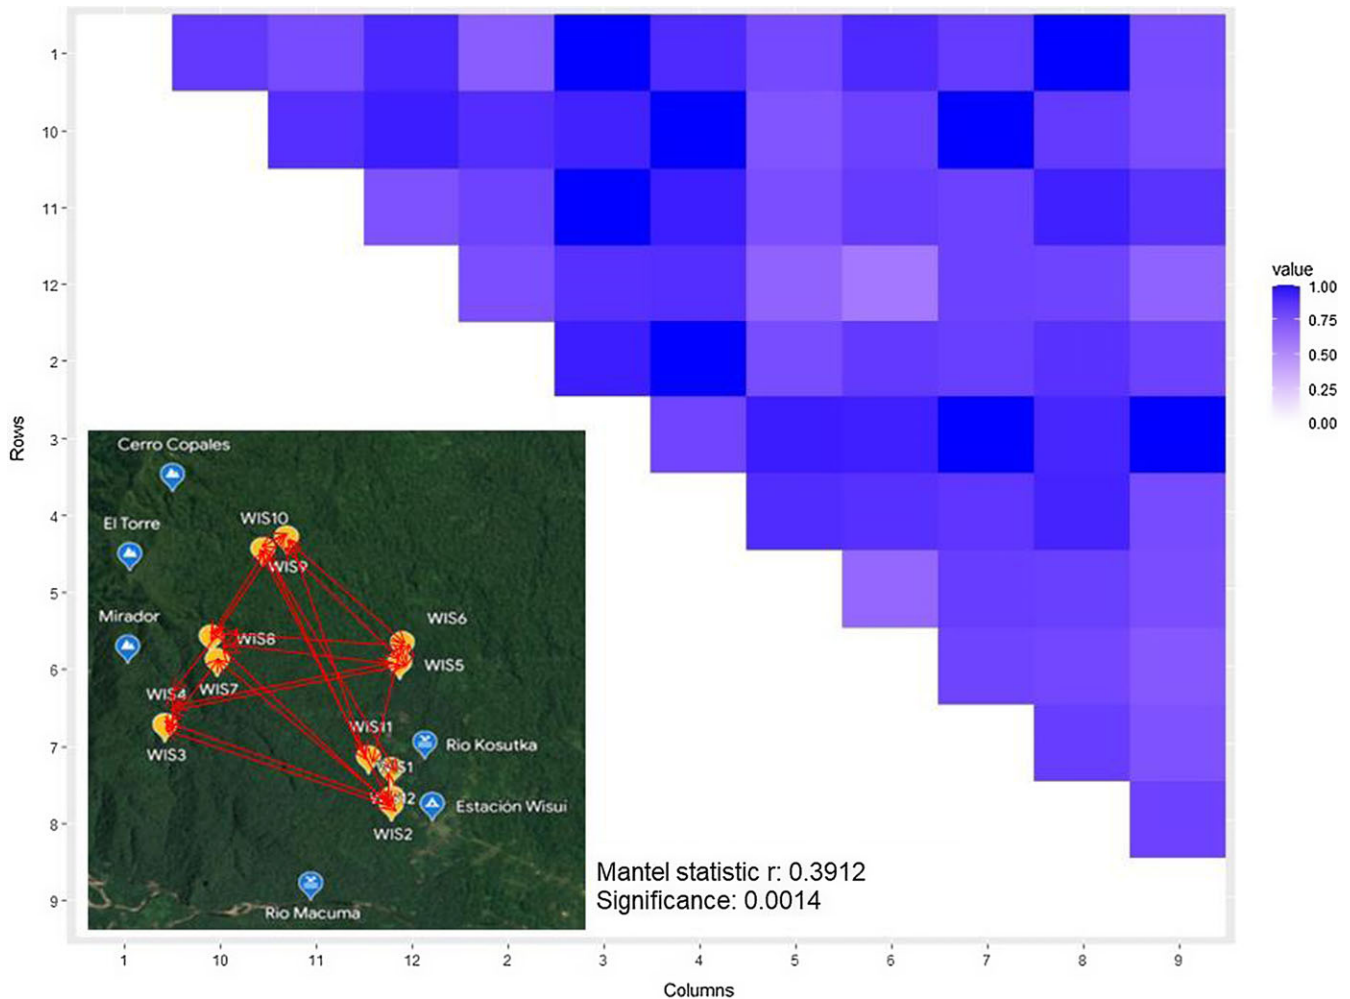 1
10
11
12
2
3
4
5
6
7
8
9
Rows
1
10
11
12
2
3
4
5
6
7
8
9
Columns
value
1.00
0.75
0.50
0.25
0.00
Cerro Copales
El Torre
WIS10
WIS9
Mirador
WIS6
WIS8
WIS5
WIS4
WIS7
WIS11
WIS3
Rio Kosutka
WIS1
Estación Wisui
WIS2
Rio Macuma
Mantel statistic r: 0.3912
Significance: 0.0014